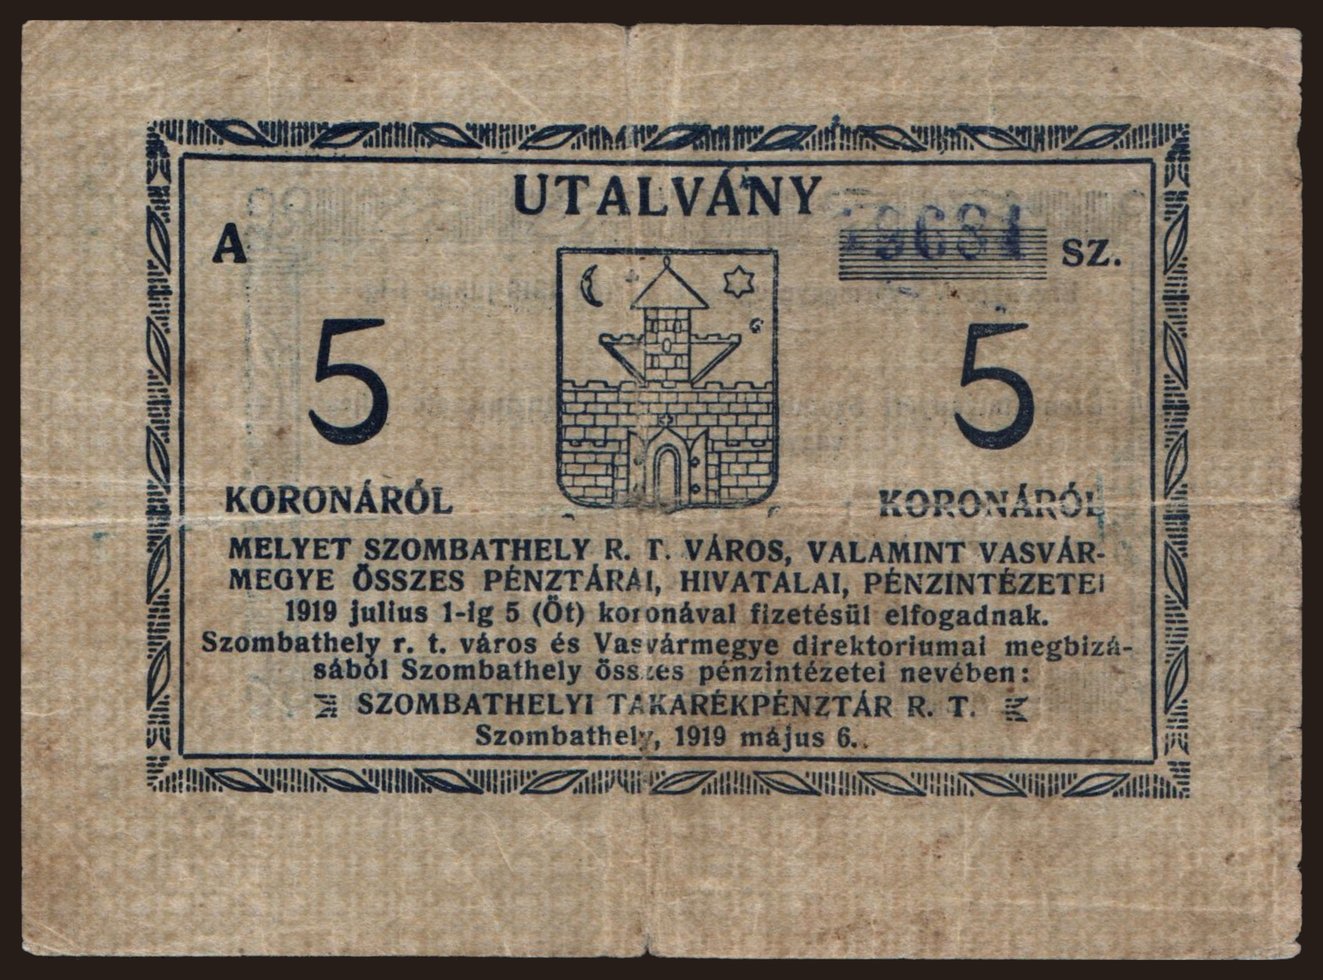 UTALVÁNY
A 19681 SZ.
5 5
KORONÁRÓL KORONÁRÓL
MELYET SZOMBATHELY R. T. VÁROS, VALAMINT VASVÁR-
MEGYE ÖSSZES PÉNZTÁRAI, HIVATALAI, PÉNZINTÉZETEI
1919 julius 1-ig 5 (Öt) koronával fizetésül elfogadnak.
Szombathely r. t. város és Vasvármegye direktoriumai megbizá-
sából Szombathely összes pénzintézetei nevében:
SZOMBATHELYI TAKARÉKPÉNZTÁR R. T.
Szombathely, 1919 május 6.